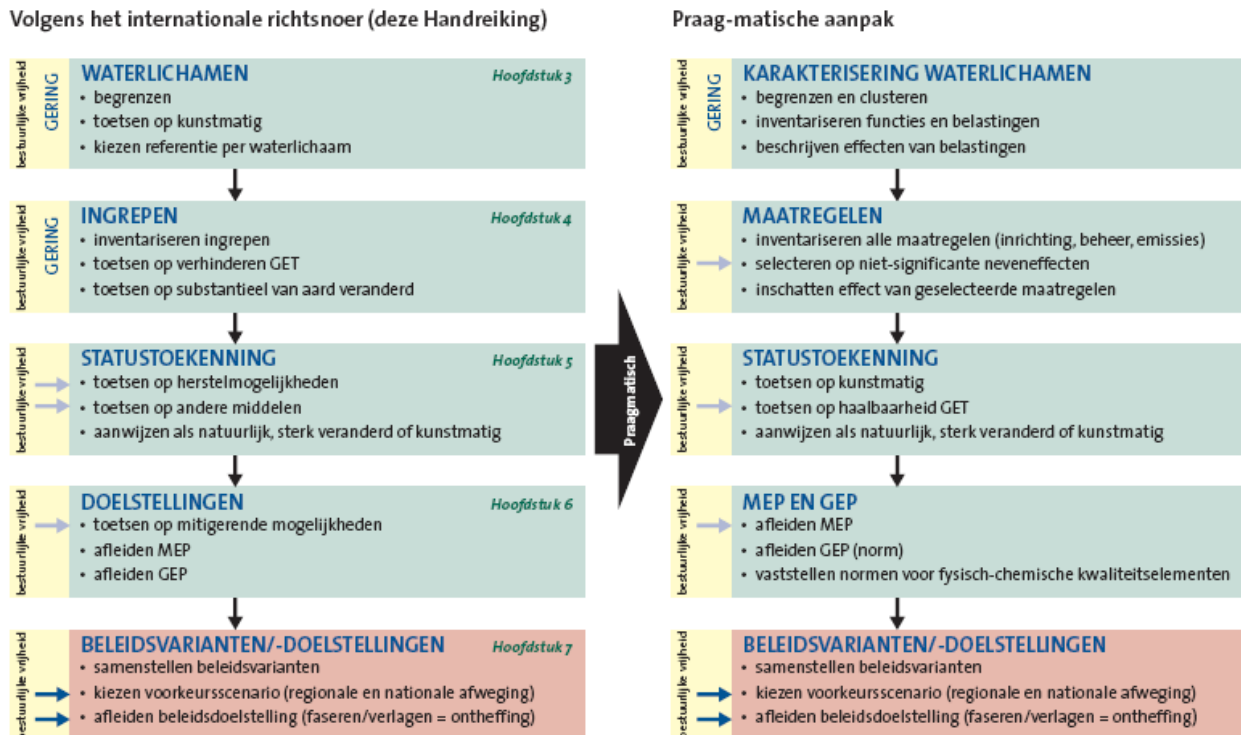 Volgens het internationale richtsnoer (deze Handreiking)
bestuurlijke vrijheid
GERING
WATERLICHAMEN
Hoofdstuk 3
• begrenzen
• toetsen op kunstmatig
• kiezen referentie per waterlichaam
bestuurlijke vrijheid
GERING
INGREPEN
Hoofdstuk 4
• inventariseren ingrepen
• toetsen op verhinderen GET
• toetsen op substantieel van aard veranderd
bestuurlijke vrijheid
STATUSTOEKENNING
Hoofdstuk 5
• toetsen op herstelmogelijkheden
• toetsen op andere middelen
• aanwijzen als natuurlijk, sterk veranderd of kunstmatig
bestuurlijke vrijheid
DOELSTELLINGEN
Hoofdstuk 6
• toetsen op mitigerende mogelijkheden
• afleiden MEP
• afleiden GEP
bestuurlijke vrijheid
BELEIDSVARIANTEN/-DOELSTELLINGEN
Hoofdstuk 7
• samenstellen beleidsvarianten
• kiezen voorkeursscenario (regionale en nationale afweging)
• afleiden beleidsdoelstelling (faseren/verlagen = ontheffing)
Praagmatisch
Praag-matische aanpak
bestuurlijke vrijheid
GERING
KARAKTERISERING WATERLICHAMEN
• begrenzen en clusteren
• inventariseren functies en belastingen
• beschrijven effecten van belastingen
bestuurlijke vrijheid
MAATREGELEN
• inventariseren alle maatregelen (inrichting, beheer, emissies)
• selecteren op niet-significante neveneffecten
• inschatten effect van geselecteerde maatregelen
bestuurlijke vrijheid
STATUSTOEKENNING
• toetsen op kunstmatig
• toetsen op haalbaarheid GET
• aanwijzen als natuurlijk, sterk veranderd of kunstmatig
bestuurlijke vrijheid
MEP EN GEP
• afleiden MEP
• afleiden GEP (norm)
• vaststellen normen voor fysisch-chemische kwaliteitselementen
bestuurlijke vrijheid
BELEIDSVARIANTEN/-DOELSTELLINGEN
• samenstellen beleidsvarianten
• kiezen voorkeursscenario (regionale en nationale afweging)
• afleiden beleidsdoelstelling (faseren/verlagen = ontheffing)